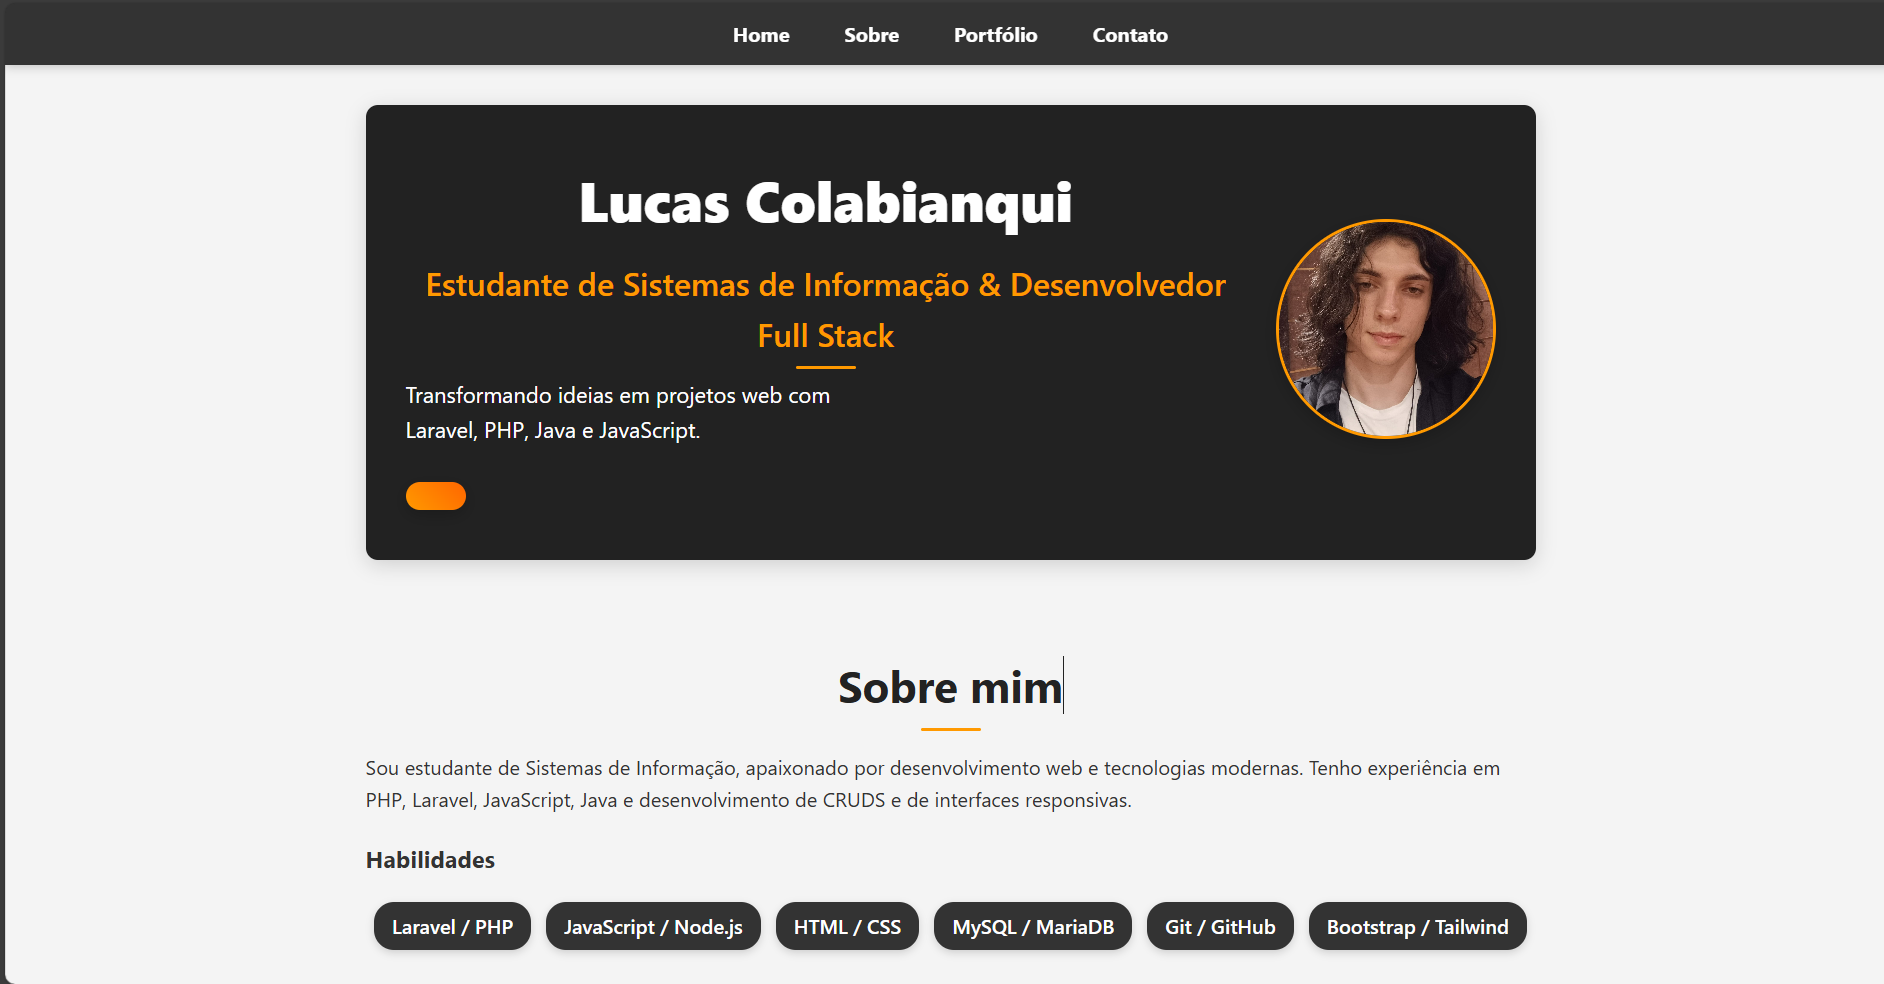 Home Sobre Portfólio Contato
Lucas Colabianqui
Estudante de Sistemas de Informação & Desenvolvedor
Full Stack
Transformando ideias em projetos web com
Laravel, PHP, Java e JavaScript.
Sobre mim
Sou estudante de Sistemas de Informação, apaixonado por desenvolvimento web e tecnologias modernas. Tenho experiência em
PHP, Laravel, JavaScript, Java e desenvolvimento de CRUDS e de interfaces responsivas.
Habilidades
Laravel / PHP JavaScript / Node.js HTML / CSS MySQL / MariaDB Git / GitHub Bootstrap / Tailwind